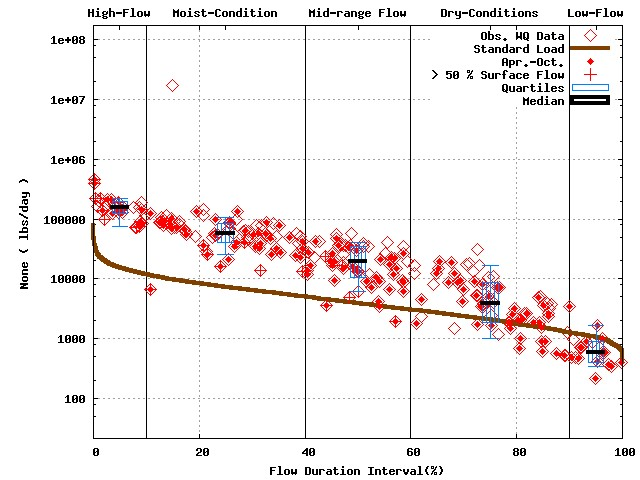 High-Flow Moist-Condition Mid-range Flow Dry-Conditions Low-Flow
1e+08
Obs. WQ Data
Standard Load
Apr.-Oct.
> 50 % Surface Flow
Quartiles
Median
1e+07
1e+06
100000
10000
1000
100
None ( lbs/day )
0 20 40 60 80 100
Flow Duration Interval(%)